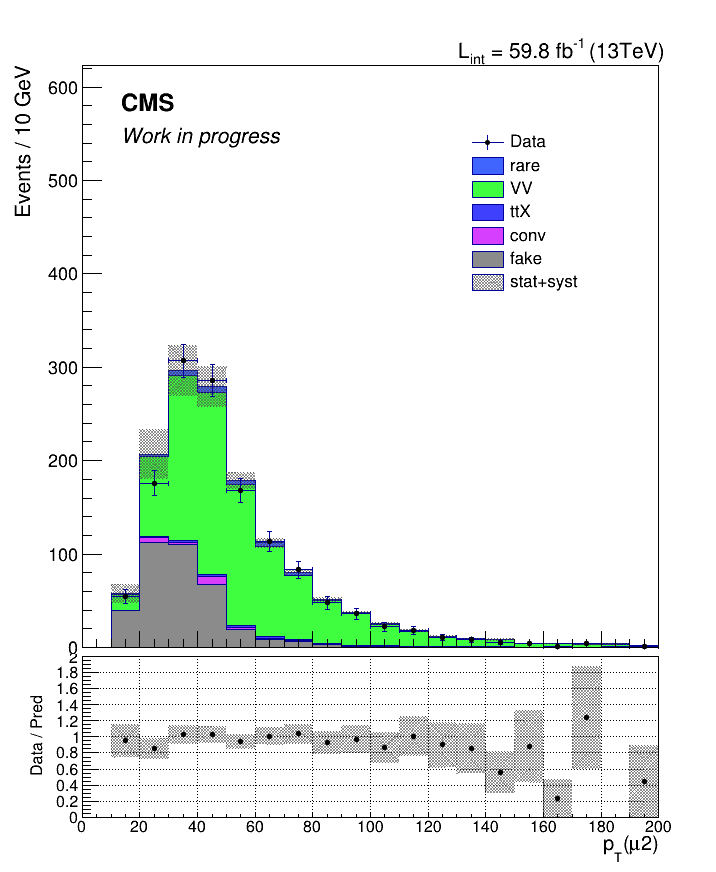 L_int = 59.8 fb^-1 (13TeV)
Events / 10 GeV
600
500
400
300
200
100
0
CMS
Work in progress
Data
rare
VV
ttX
conv
fake
stat+syst
Data / Pred
2
1.8
1.6
1.4
1.2
1
0.8
0.6
0.4
0.2
0
0 20 40 60 80 100 120 140 160 180 200
p_T(μ2)